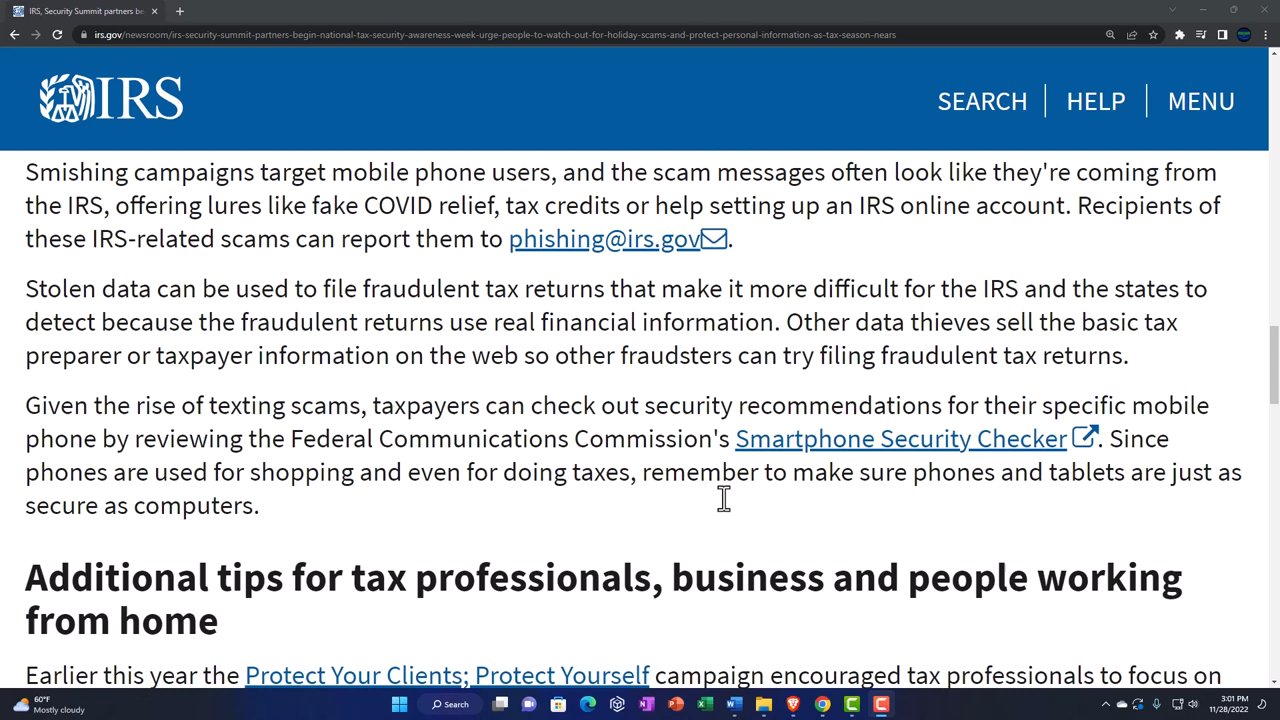 IRS, Security Summit partners be
irs.gov/newsroom/irs-security-summit-partners-begin-national-tax-security-awareness-week-urge-people-to-watch-out-for-holiday-scams-and-protect-personal-information-as-tax-season-nears
IRS
SEARCH HELP MENU
Smishing campaigns target mobile phone users, and the scam messages often look like they're coming from
the IRS, offering lures like fake COVID relief, tax credits or help setting up an IRS online account. Recipients of
these IRS-related scams can report them to phishing@irs.gov.
Stolen data can be used to file fraudulent tax returns that make it more difficult for the IRS and the states to
detect because the fraudulent returns use real financial information. Other data thieves sell the basic tax
preparer or taxpayer information on the web so other fraudsters can try filing fraudulent tax returns.
Given the rise of texting scams, taxpayers can check out security recommendations for their specific mobile
phone by reviewing the Federal Communications Commission's Smartphone Security Checker. Since
phones are used for shopping and even for doing taxes, remember to make sure phones and tablets are just as
secure as computers.
Additional tips for tax professionals, business and people working
from home
Earlier this year the Protect Your Clients; Protect Yourself campaign encouraged tax professionals to focus on
60°F
Mostly cloudy
Search
3:01 PM
11/28/2022